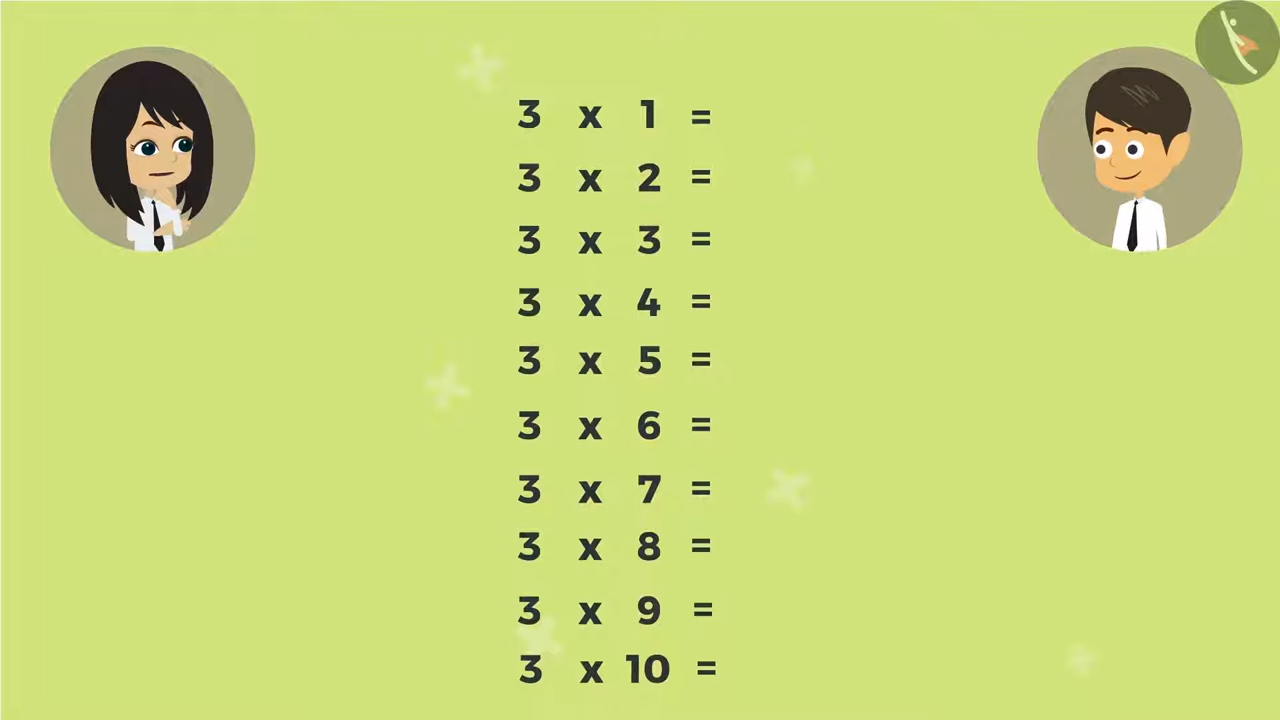 3 x 1 =
3 x 2 =
3 x 3 =
3 x 4 =
3 x 5 =
3 x 6 =
3 x 7 =
3 x 8 =
3 x 9 =
3 x 10 =